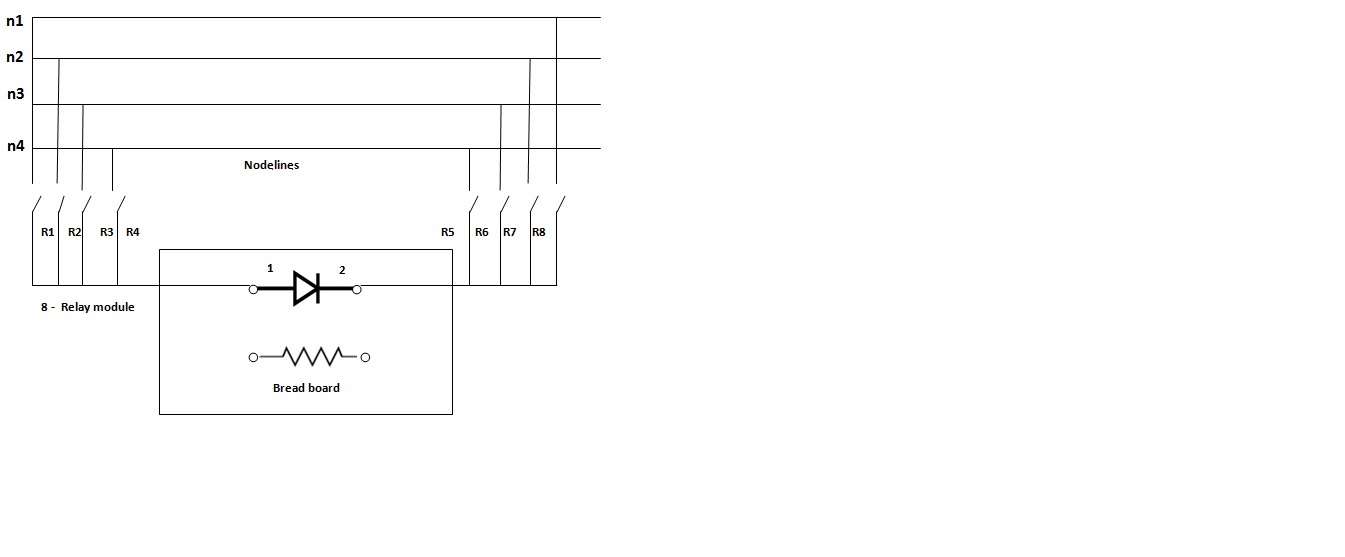 n1
n2
n3
n4
Nodelines
R1 R2 R3 R4 R5 R6 R7 R8
1 2
8 - Relay module
Bread board